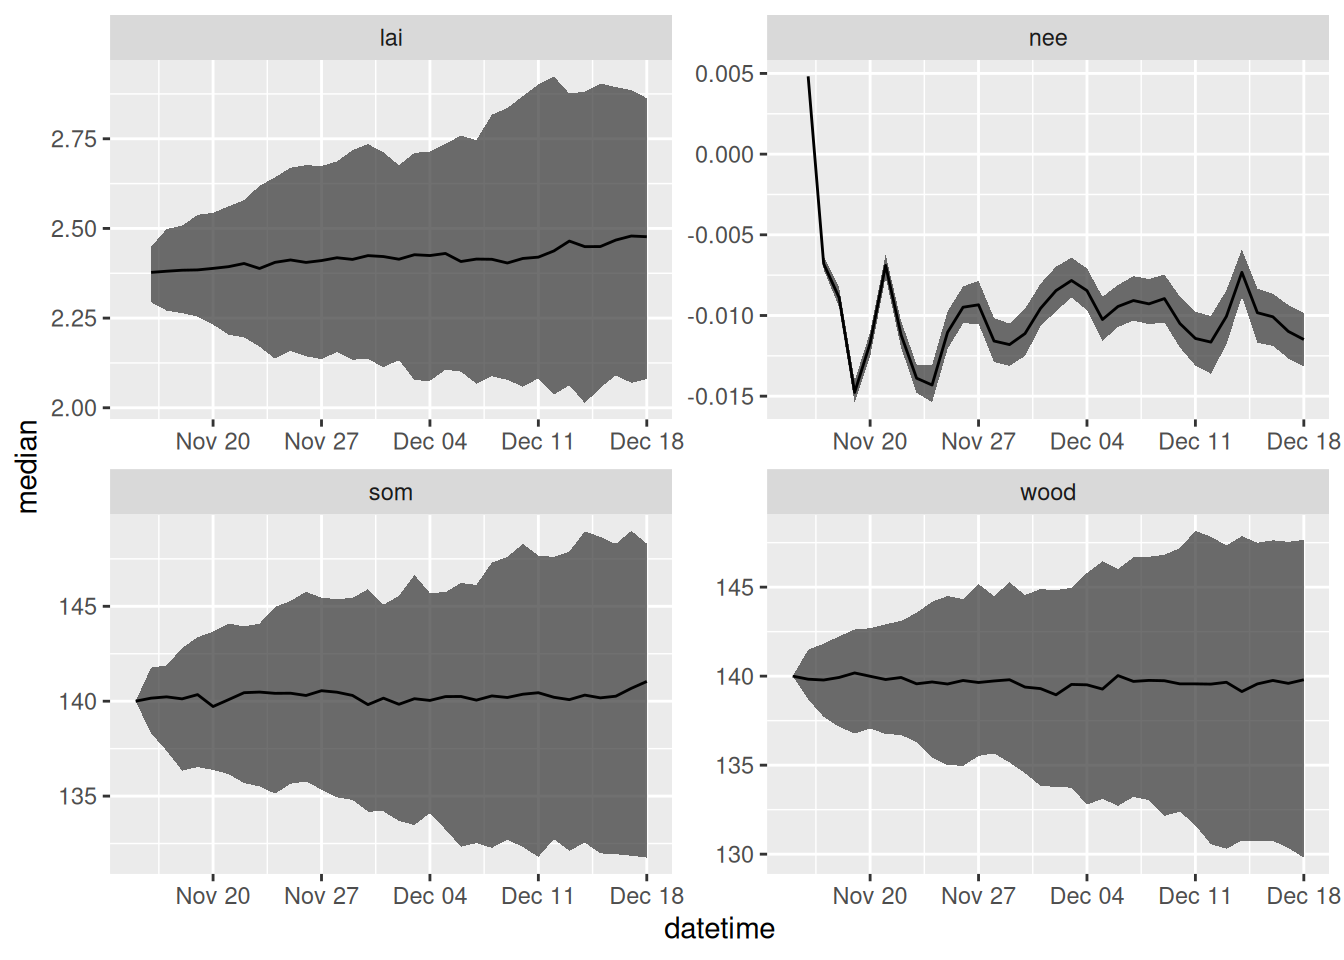 lai
2.75
2.50
2.25
2.00
Nov 20 Nov 27 Dec 04 Dec 11 Dec 18
nee
0.005
0.000
-0.005
-0.010
-0.015
Nov 20 Nov 27 Dec 04 Dec 11 Dec 18
median
som
145
140
135
Nov 20 Nov 27 Dec 04 Dec 11 Dec 18
wood
145
140
135
130
Nov 20 Nov 27 Dec 04 Dec 11 Dec 18
datetime